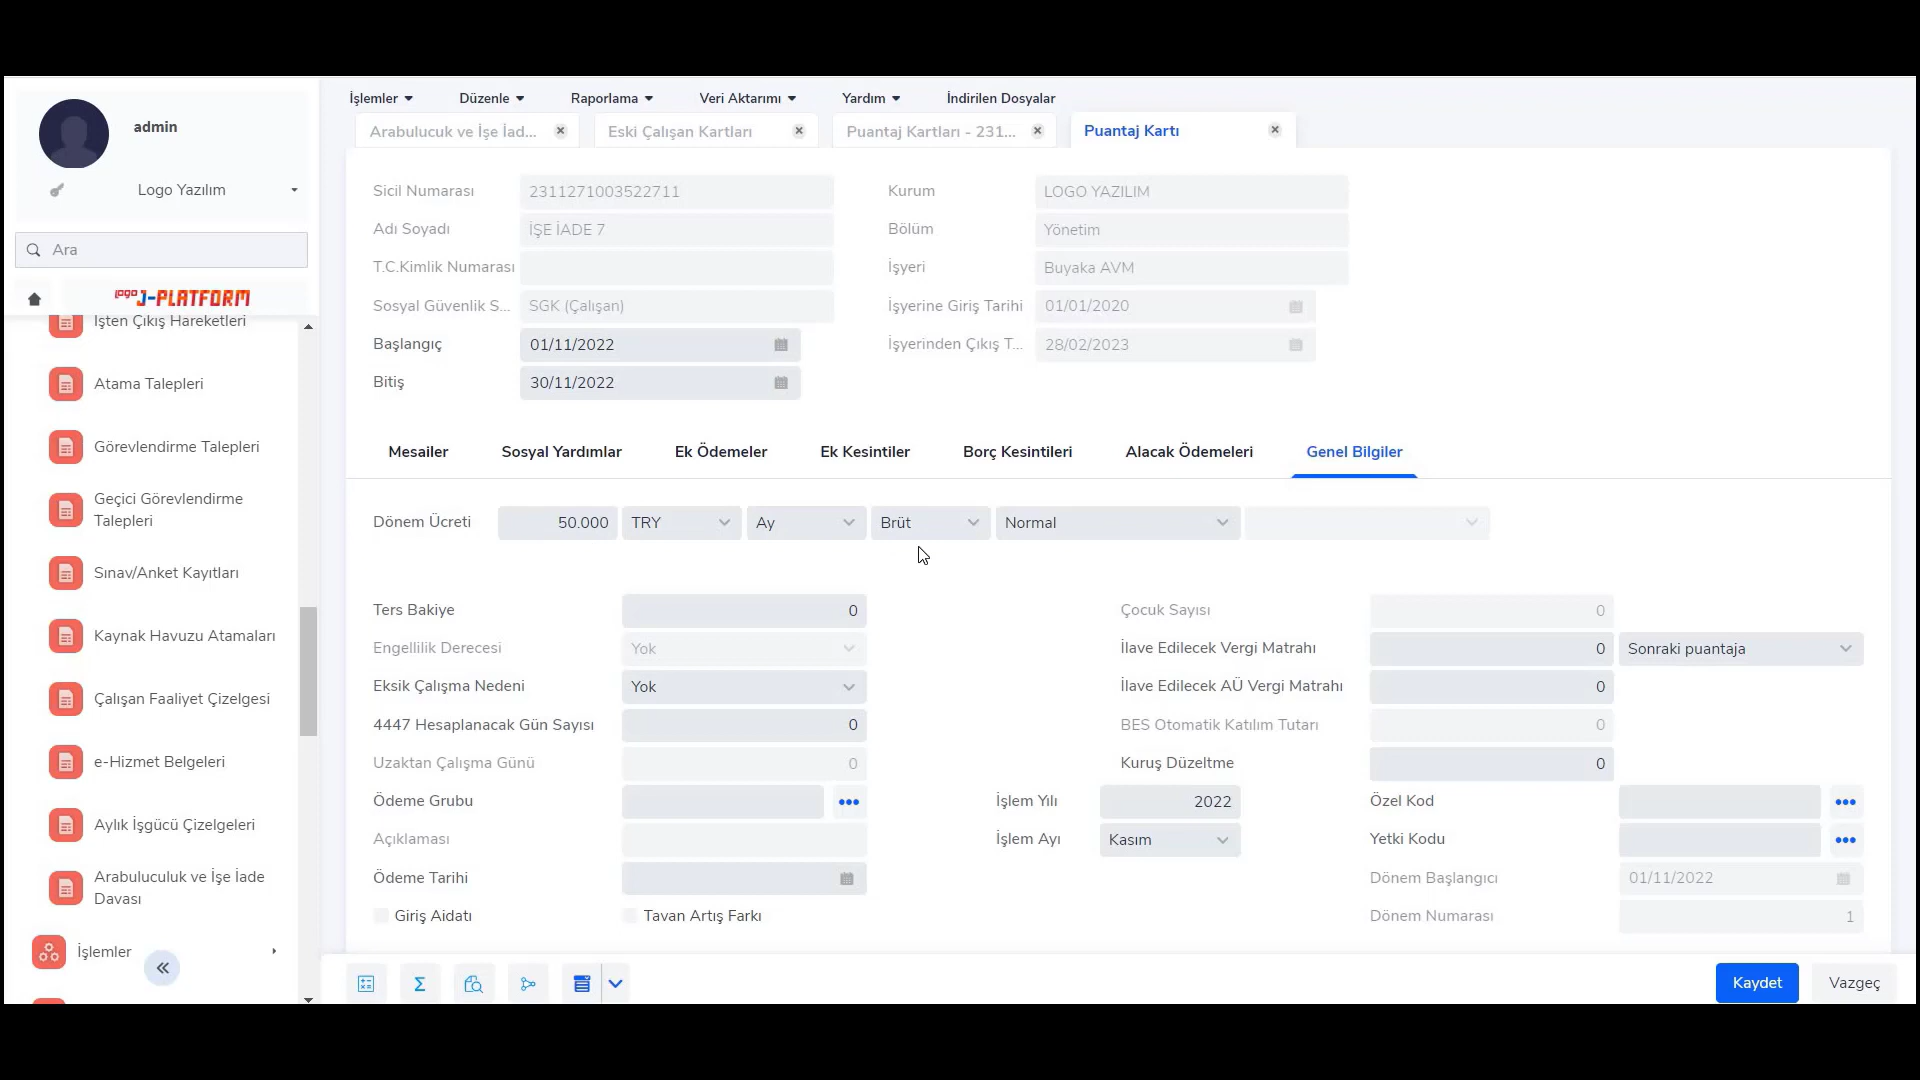 admin
Logo Yazılım
Ara
logo J-PLATFORM
İşten Çıkış Hareketleri
Atama Talepleri
Görevlendirme Talepleri
Geçici Görevlendirme
Talepleri
Sınav/Anket Kayıtları
Kaynak Havuzu Atamaları
Çalışan Faaliyet Çizelgesi
e-Hizmet Belgeleri
Aylık İşgücü Çizelgeleri
Arabuluculuk ve İşe İade
Davası
İşlemler
İşlemler Düzenle Raporlama Veri Aktarımı Yardım İndirilen Dosyalar
Arabulucuk ve İşe İad... Eski Çalışan Kartları Puantaj Kartları - 231... Puantaj Kartı
Sicil Numarası 2311271003522711 Kurum LOGO YAZILIM
Adı Soyadı İŞE İADE 7 Bölüm Yönetim
T.C.Kimlik Numarası İşyeri Buyaka AVM
Sosyal Güvenlik S... SGK (Çalışan) İşyerine Giriş Tarihi 01/01/2020
Başlangıç 01/11/2022 İşyerinden Çıkış T... 28/02/2023
Bitiş 30/11/2022
Mesailer Sosyal Yardımlar Ek Ödemeler Ek Kesintiler Borç Kesintileri Alacak Ödemeleri Genel Bilgiler
Dönem Ücreti 50.000 TRY Ay Brüt Normal
Ters Bakiye 0 Çocuk Sayısı 0
Engellilik Derecesi Yok İlave Edilecek Vergi Matrahı 0 Sonraki puantaja
Eksik Çalışma Nedeni Yok İlave Edilecek AÜ Vergi Matrahı 0
4447 Hesaplanacak Gün Sayısı 0 BES Otomatik Katılım Tutarı 0
Uzaktan Çalışma Günü 0 Kuruş Düzeltme 0
Ödeme Grubu İşlem Yılı 2022 Özel Kod
Açıklaması İşlem Ayı Kasım Yetki Kodu
Ödeme Tarihi Dönem Başlangıcı 01/11/2022
Giriş Aidatı Tavan Artış Farkı Dönem Numarası 1
Kaydet Vazgeç